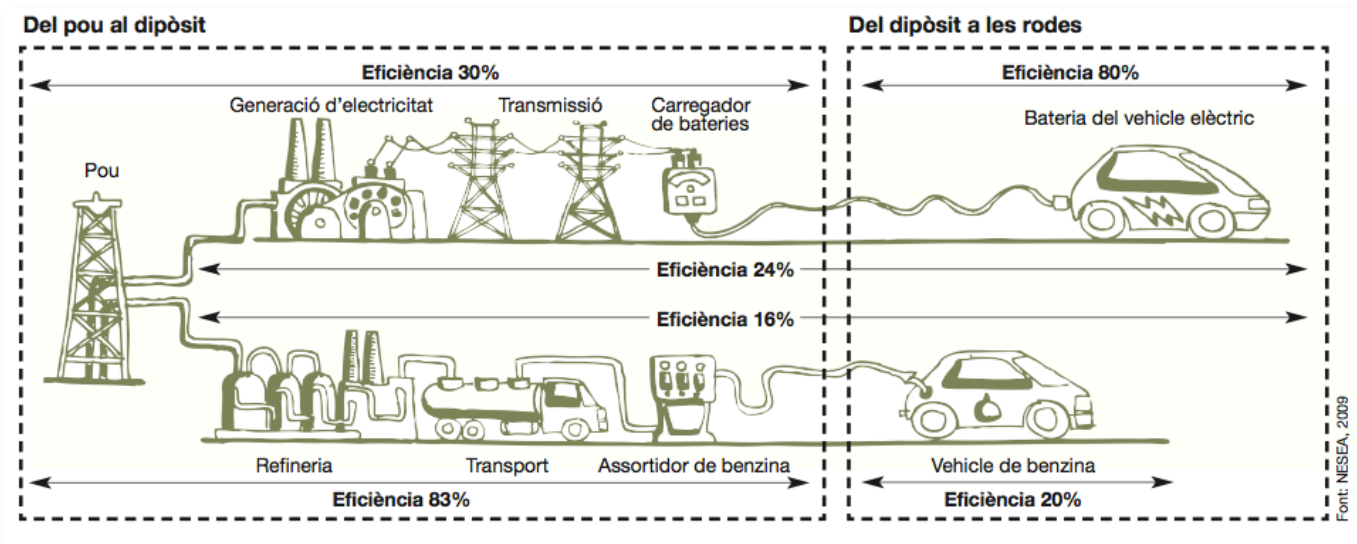 Del pou al dipòsit
Del dipòsit a les rodes
Eficiència 30%
Eficiència 80%
Generació d'electricitat
Transmissió
Carregador
de bateries
Bateria del vehicle elèctric
Pou
Eficiència 24%
Eficiència 16%
Refineria
Transport
Assortidor de benzina
Vehicle de benzina
Eficiència 83%
Eficiència 20%
Font: NESEA, 2009